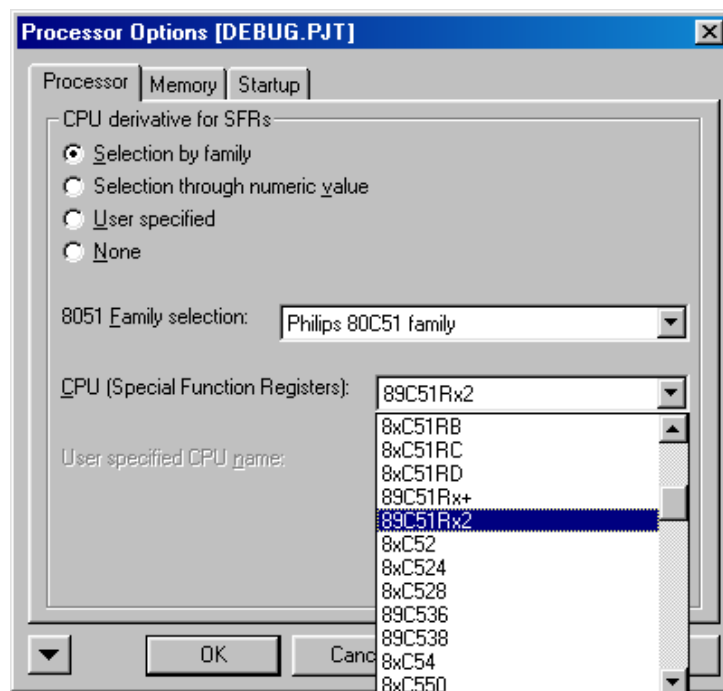 Processor Options [DEBUG.PJT]
Processor Memory Startup
CPU derivative for SFRs
Selection by family
Selection through numeric value
User specified
None
8051 Family selection: Philips 80C51 family
CPU (Special Function Registers): 89C51Rx2
8xC51RB
8xC51RC
User specified CPU name:
8xC51RD
89C51Rx+
89C51Rx2
8xC52
8xC524
8xC528
89C536
89C538
OK Canc
8xC54
8xC550